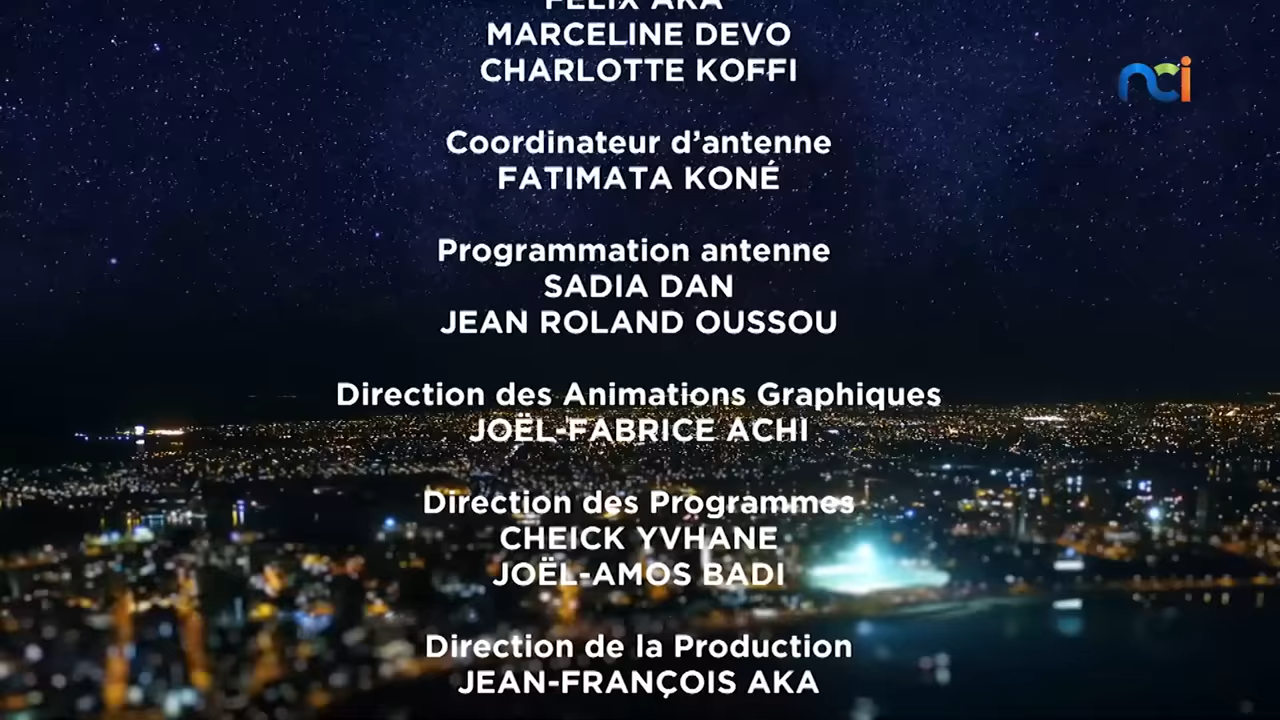 FÉLIX AKA
MARCELINE DEVO
CHARLOTTE KOFFI
nci
Coordinateur d’antenne
FATIMATA KONÉ
Programmation antenne
SADIA DAN
JEAN ROLAND OUSSOU
Direction des Animations Graphiques
JOËL-FABRICE ACHI
Direction des Programmes
CHEICK YVHANE
JOËL-AMOS BADI
Direction de la Production
JEAN-FRANÇOIS AKA